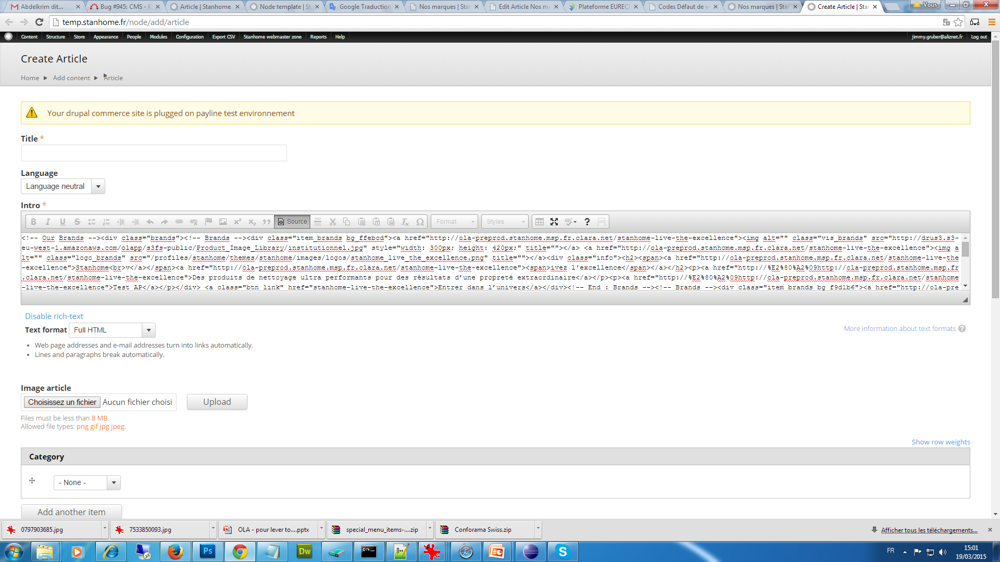 Abdelkrim dit...
Bug #945: CMS - K
Article | Stanhome
Node template | St
Google Traduction
Nos marques | Sta
Edit Article Nos m
Plateforme EURECI
Codes Défaut de v
Nos marques | Sta
Create Article | Sta
Vous
temp.stanhome.fr/node/add/article
Content Structure Store Appearance People Modules Configuration Export CSV Stanhome webmaster zone Reports Help
jimmy.gruber@aliznet.fr Log out
Create Article
Home Add content Article
Your drupal commerce site is plugged on payline test environnement
Title *
Language
Language neutral
Intro *
B I U S Source Format Styles
<!-- Our Brands --><div class="brands"><!-- Brands --><div class="item_brands bg_ffebcd"><a href="http://ola-preprod.stanhome.msp.fr.clara.net/stanhome-live-the-excellence"><img alt="" class="vis_brands" src="http://drus3.s3-
eu-west-1.amazonaws.com/olapp/s3fs-public/Product_Image_Library/institutionnel.jpg" style="width: 300px; height: 420px;" title=""></a> <a href="http://ola-preprod.stanhome.msp.fr.clara.net/stanhome-live-the-excellence"><img a
lt="" class="logo_brands" src="/profiles/stanhome/themes/stanhome/images/logos/stanhome_live_the_excellence.png" title=""></a><div class="info"><h2><span><a href="http://ola-preprod.stanhome.msp.fr.clara.net/stanhome-live-the
-excellence">Stanhome<br>v</a></span><a href="http://ola-preprod.stanhome.msp.fr.clara.net/stanhome-live-the-excellence"><span>ivez l'excellence</span></a></h2><p><a href="http://%E2%80%A2%09http://ola-preprod.stanhome.msp.fr
.clara.net/stanhome-live-the-excellence">Des produits de nettoyage ultra performants pour des résultats d’une propreté extraordinaire</a></p><p><a href="http://%E2%80%A2%09http://ola-preprod.stanhome.msp.fr.clara.net/stanhome
-live-the-excellence">Test AP</a></p></div> <a class="btn_link" href="stanhome-live-the-excellence">Entrer dans l’univers</a></div><!-- End : Brands --><!-- Brands --><div class="item_brands bg_f9d1b6"><a href="http://ola-pre
Disable rich-text
Text format Full HTML
More information about text formats
Web page addresses and e-mail addresses turn into links automatically.
Lines and paragraphs break automatically.
Image article
Choisissez un fichier Aucun fichier choisi Upload
Files must be less than 8 MB.
Allowed file types: png gif jpg jpeg.
Show row weights
Category
- None -
Add another item
0797903685.jpg
7533850093.jpg
OLA - pour lever to....pptx
special_menu_items-....zip
Conforama Swiss.zip
Afficher tous les téléchargements...
FR
15:01
19/03/2015